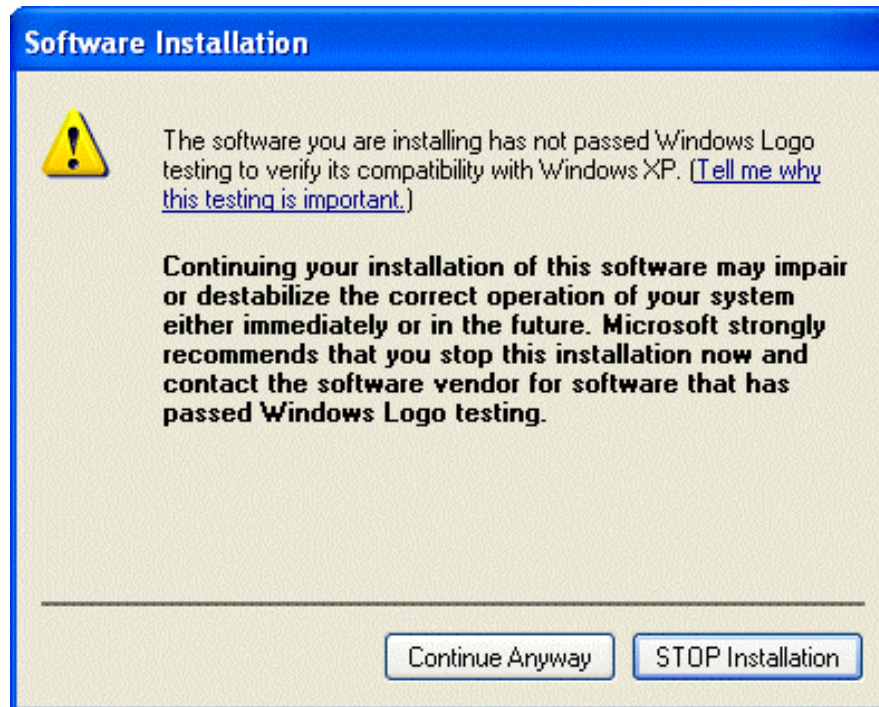 Software Installation
The software you are installing has not passed Windows Logo
testing to verify its compatibility with Windows XP. (Tell me why
this testing is important.)
Continuing your installation of this software may impair
or destabilize the correct operation of your system
either immediately or in the future. Microsoft strongly
recommends that you stop this installation now and
contact the software vendor for software that has
passed Windows Logo testing.
Continue Anyway
STOP Installation